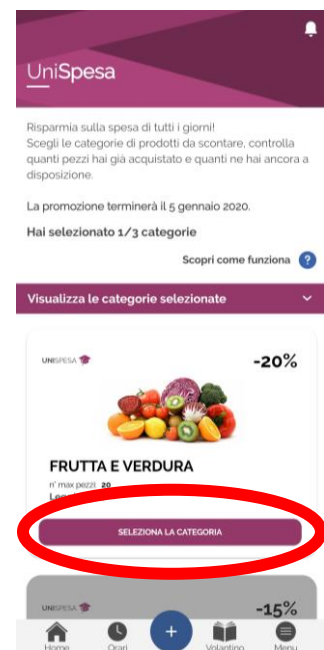 UniSpesa
Risparmia sulla spesa di tutti i giorni!
Scegli le categorie di prodotti da scontare, controlla
quanti pezzi hai già acquistato e quanti ne hai ancora a
disposizione.
La promozione terminerà il 5 gennaio 2020.
Hai selezionato 1/3 categorie
Scopri come funziona ?
Visualizza le categorie selezionate
UNISPESA -20%
FRUTTA E VERDURA
n° max pezzi: 20
SELEZIONA LA CATEGORIA
UNISPESA -15%
Home Orari + Volantino Menu